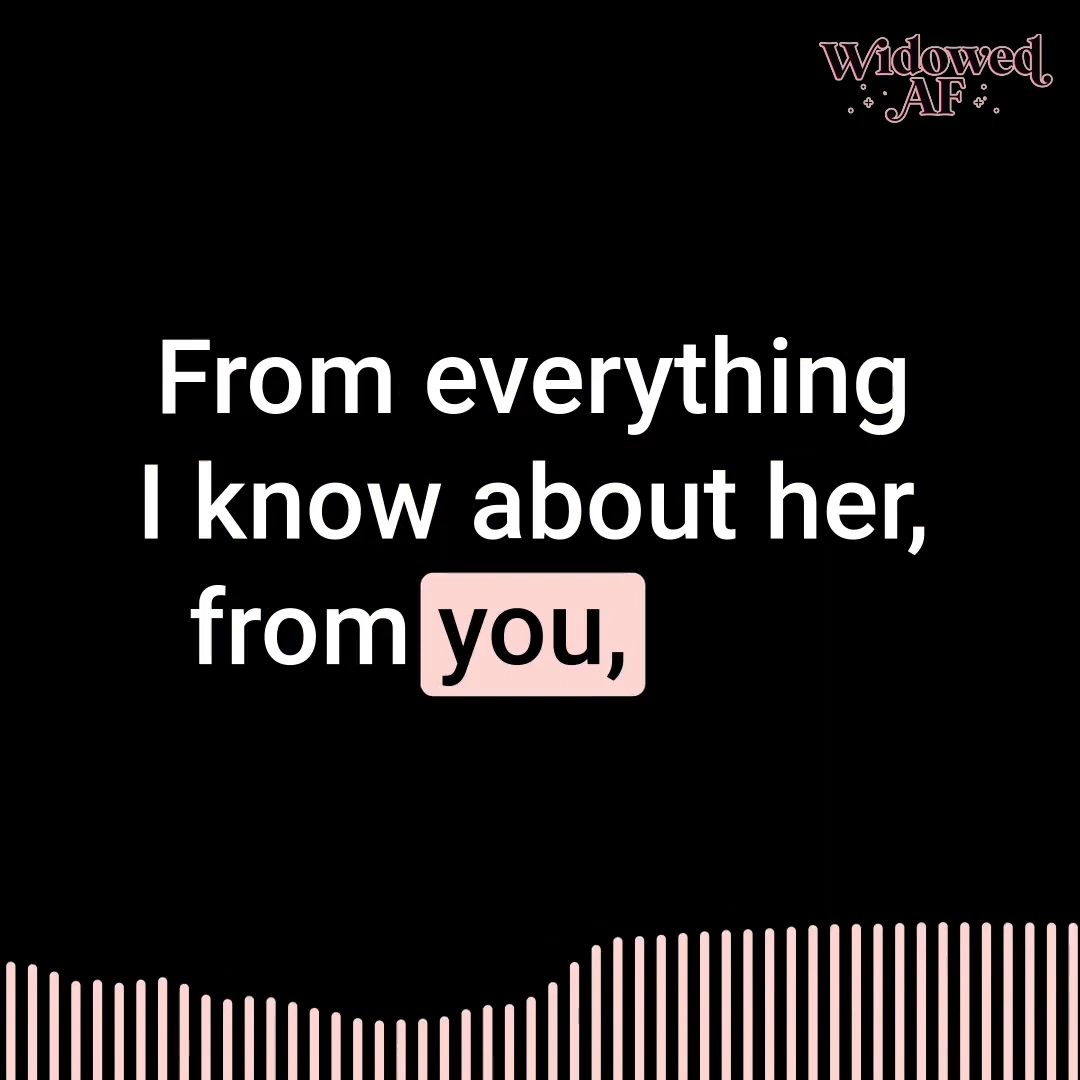 Widowed
AF
From everything
I know about her,
from you,